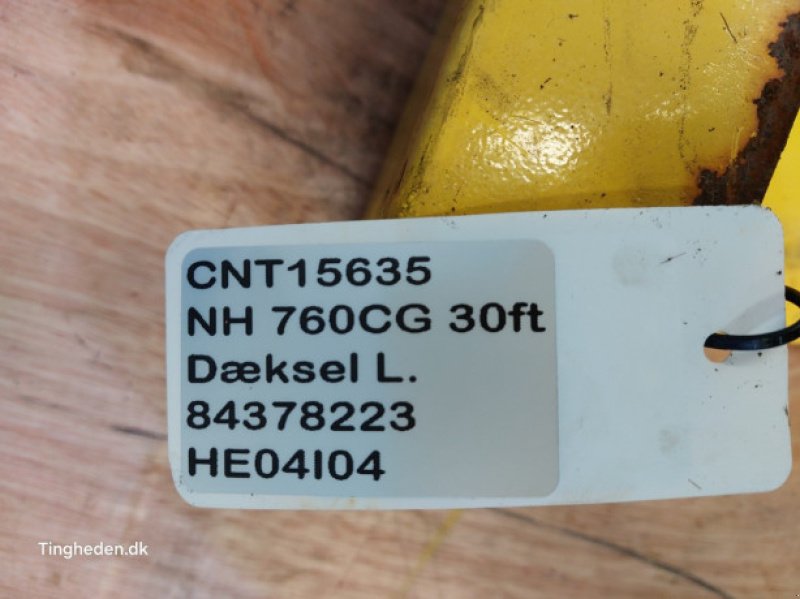 CNT15635
NH 760CG 30ft
Dæksel L.
84378223
HE04I04
Tingheden.dk